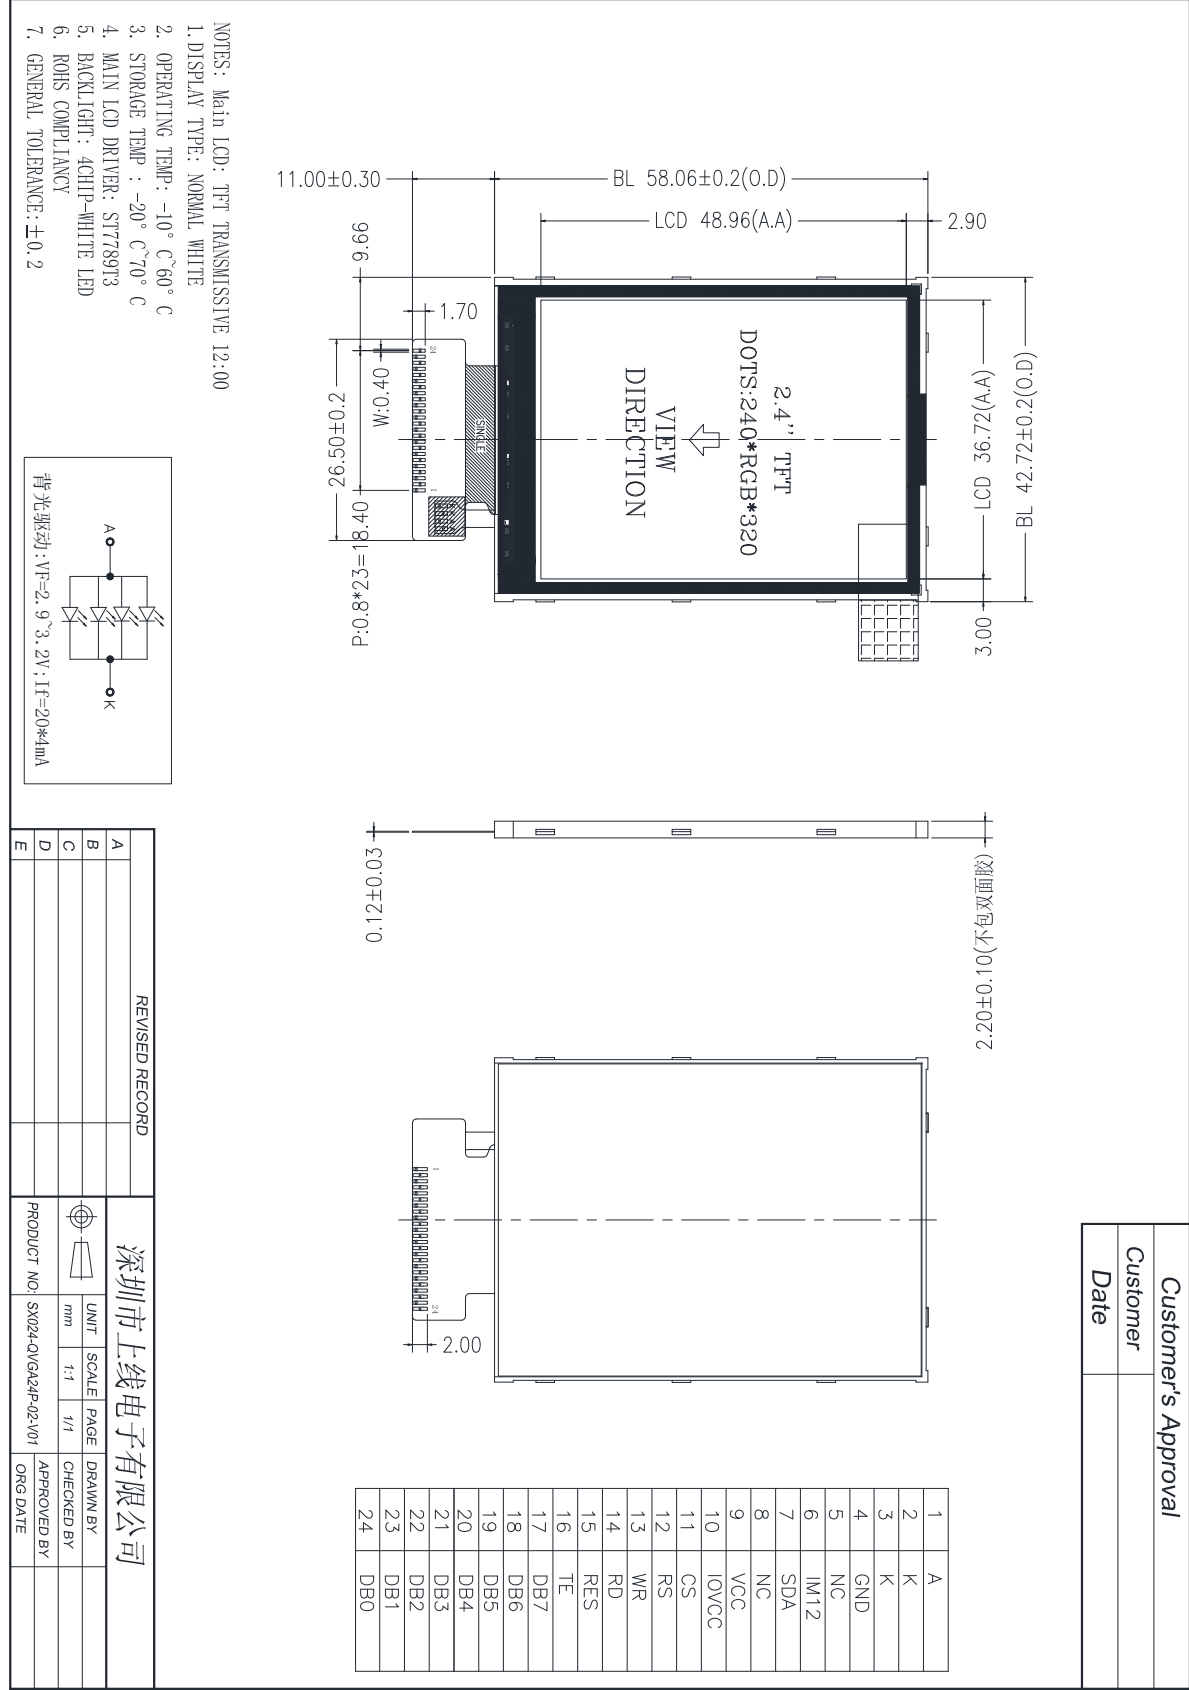 NOTES: Main LCD: TFT TRANSMISSIVE 12:00
1.DISPLAY TYPE: NORMAL WHITE
2. OPERATING TEMP: -10° C~60° C
3. STORAGE TEMP : -20° C~70° C
4. MAIN LCD DRIVER: ST7789T3
5. BACKLIGHT: 4CHIP-WHITE LED
6. ROHS COMPLIANCY
7. GENERAL TOLERANCE:±0.2
11.00±0.30
BL 58.06±0.2(O.D)
LCD 48.96(A.A)
2.90
9.66
1.70
W:0.40
26.50±0.2
P:0.8*23=18.40
24
1
SINGLE
2.4'' TFT
DOTS:240*RGB*320
VIEW
DIRECTION
LCD 36.72(A.A)
BL 42.72±0.2(O.D)
3.00
A
K
背光驱动:VF=2.9~3.2V;If=20*4mA
0.12±0.03
2.20±0.10(不包双面胶)
1
24
2.00
Customer's Approval
Customer
Date
1 A
2 K
3 K
4 GND
5 NC
6 IM12
7 SDA
8 NC
9 VCC
10 IOVCC
11 CS
12 RS
13 WR
14 RD
15 RES
16 TE
17 DB7
18 DB6
19 DB5
20 DB4
21 DB3
22 DB2
23 DB1
24 DB0
REVISED RECORD
A
B
C
D
E
深圳市上线电子有限公司
UNIT SCALE PAGE DRAWN BY
mm 1:1 1/1 CHECKED BY
PRODUCT NO: SX024-QVGA24P-02-V01
APPROVED BY
ORG DATE